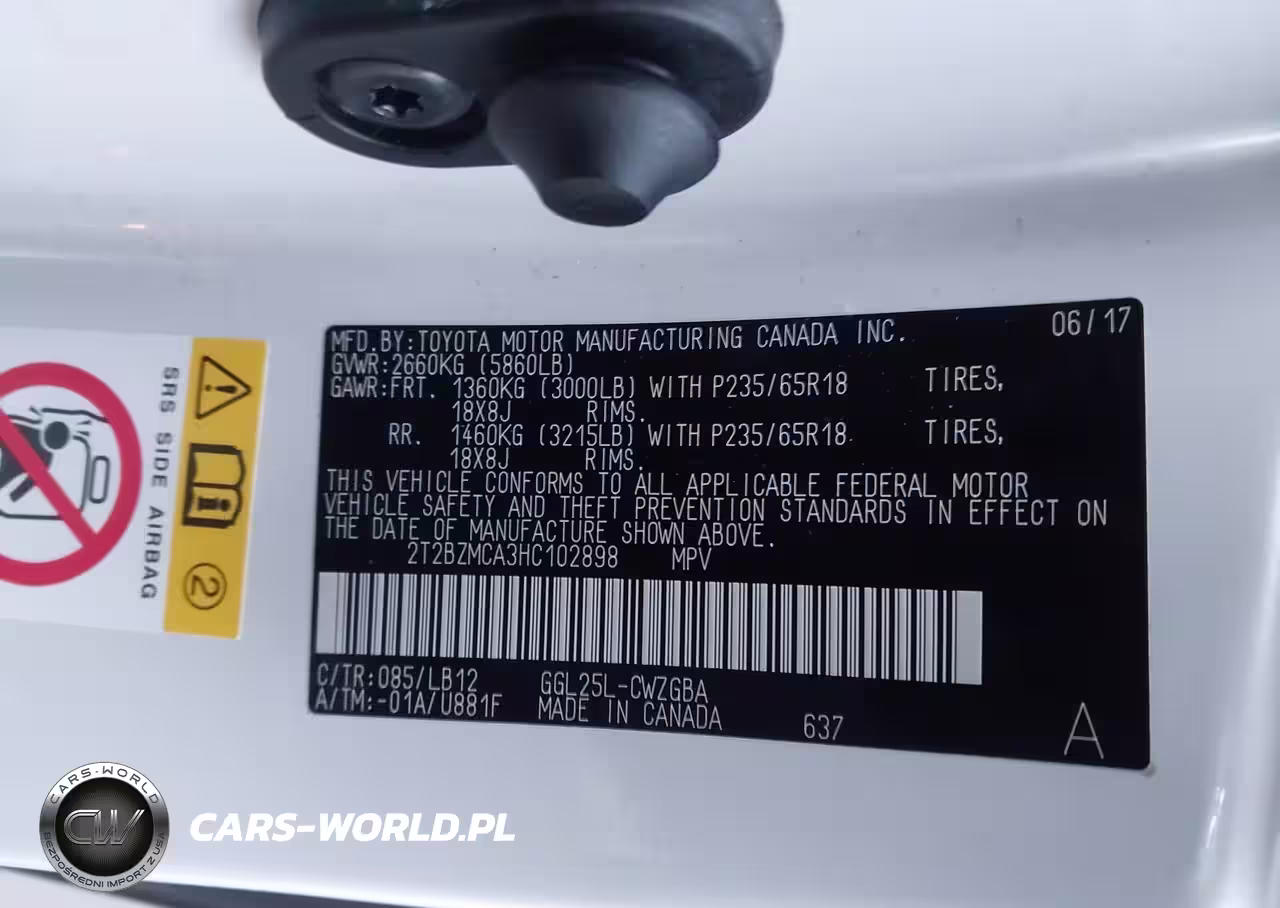 MFD.BY:TOYOTA MOTOR MANUFACTURING CANADA INC. 06/17
GVWR:2660KG (5860LB)
GAWR:FRT. 1360KG (3000LB) WITH P235/65R18 TIRES,
18X8J RIMS.
RR. 1460KG (3215LB) WITH P235/65R18 TIRES,
18X8J RIMS.
THIS VEHICLE CONFORMS TO ALL APPLICABLE FEDERAL MOTOR
VEHICLE SAFETY AND THEFT PREVENTION STANDARDS IN EFFECT ON
THE DATE OF MANUFACTURE SHOWN ABOVE.
2T2BZMCA3HC102898 MPV
C/TR:085/LB12 GGL25L-CWZGBA
A/TM:-01A/U881F MADE IN CANADA 637 A
SRS SIDE AIRBAG
2
CARS-WORLD
CW
BEZPOŚREDNI IMPORT Z USA
CARS-WORLD.PL